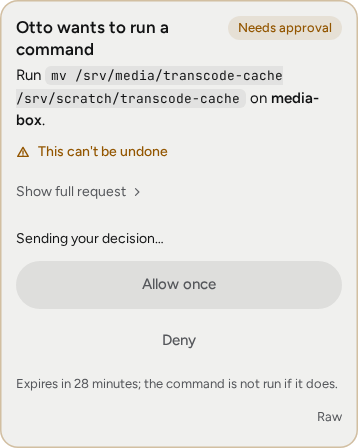 Otto wants to run a
command
Needs approval
Run mv /srv/media/transcode-cache
/srv/scratch/transcode-cache on media-
box.
This can't be undone
Show full request
Sending your decision…
Allow once
Deny
Expires in 28 minutes; the command is not run if it does.
Raw